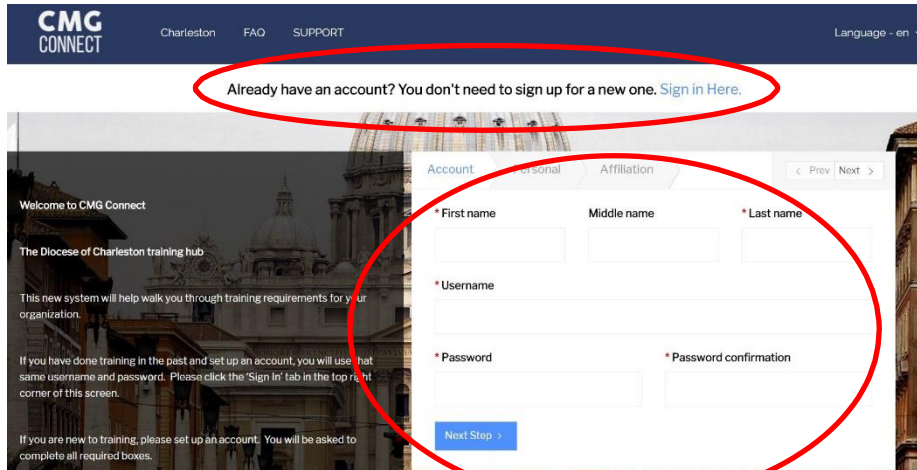 CMG
CONNECT
Charleston FAQ SUPPORT Language - en
Already have an account? You don't need to sign up for a new one. Sign in Here.
Account Personal Affiliation < Prev Next >
Welcome to CMG Connect
The Diocese of Charleston training hub
This new system will help walk you through training requirements for your
organization.
If you have done training in the past and set up an account, you will use that
same username and password. Please click the 'Sign In' tab in the top right
corner of this screen.
If you are new to training, please set up an account. You will be asked to
complete all required boxes.
* First name Middle name * Last name
* Username
* Password * Password confirmation
Next Step >